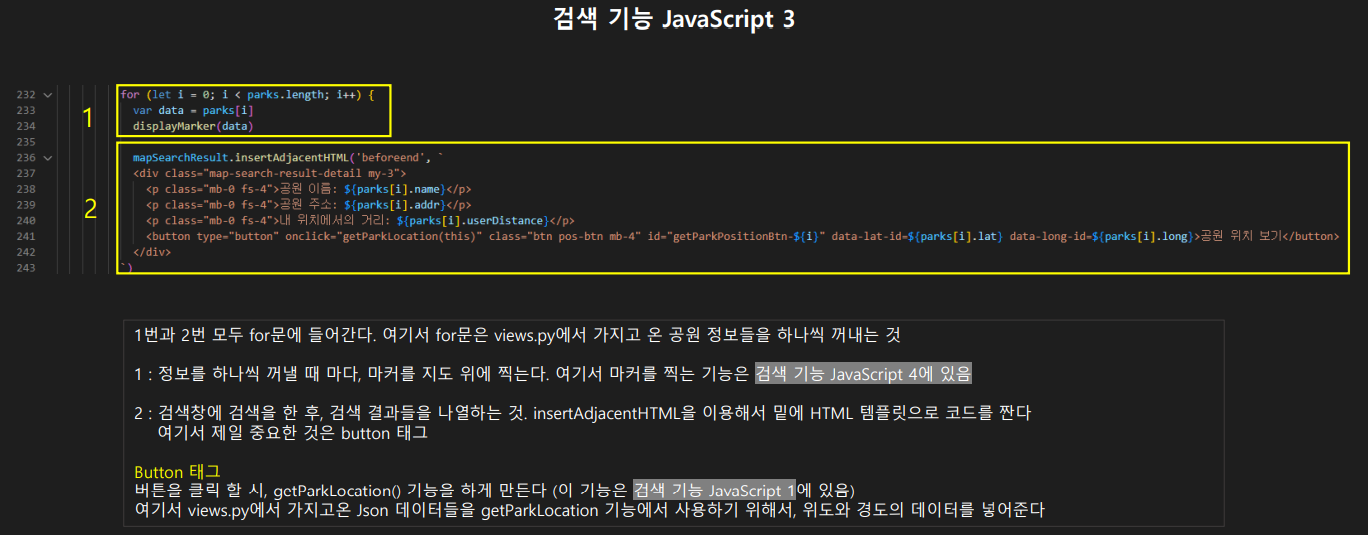 검색 기능 JavaScript 3
232 for (let i = 0; i < parks.length; i++) {
233 var data = parks[i]
234 displayMarker(data)
235
236 mapSearchResult.insertAdjacentHTML('beforeend', `
237 <div class="map-search-result-detail my-3">
238 <p class="mb-0 fs-4">공원 이름: ${parks[i].name}</p>
239 <p class="mb-0 fs-4">공원 주소: ${parks[i].addr}</p>
240 <p class="mb-0 fs-4">내 위치에서의 거리: ${parks[i].userDistance}</p>
241 <button type="button" onclick="getParkLocation(this)" class="btn pos-btn mb-4" id="getParkPositionBtn-${i}" data-lat-id=${parks[i].lat} data-long-id=${parks[i].long}>공원 위치 보기</button>
242 </div>
243 `)
1
2
1번과 2번 모두 for문에 들어간다. 여기서 for문은 views.py에서 가지고 온 공원 정보들을 하나씩 꺼내는 것
1 : 정보를 하나씩 꺼낼 때 마다, 마커를 지도 위에 찍는다. 여기서 마커를 찍는 기능은 검색 기능 JavaScript 4에 있음
2 : 검색창에 검색을 한 후, 검색 결과들을 나열하는 것. insertAdjacentHTML을 이용해서 밑에 HTML 템플릿으로 코드를 짠다
여기서 제일 중요한 것은 button 태그
Button 태그
버튼을 클릭 할 시, getParkLocation() 기능을 하게 만든다 (이 기능은 검색 기능 JavaScript 1에 있음)
여기서 views.py에서 가지고온 Json 데이터들을 getParkLocation 기능에서 사용하기 위해서, 위도와 경도의 데이터를 넣어준다